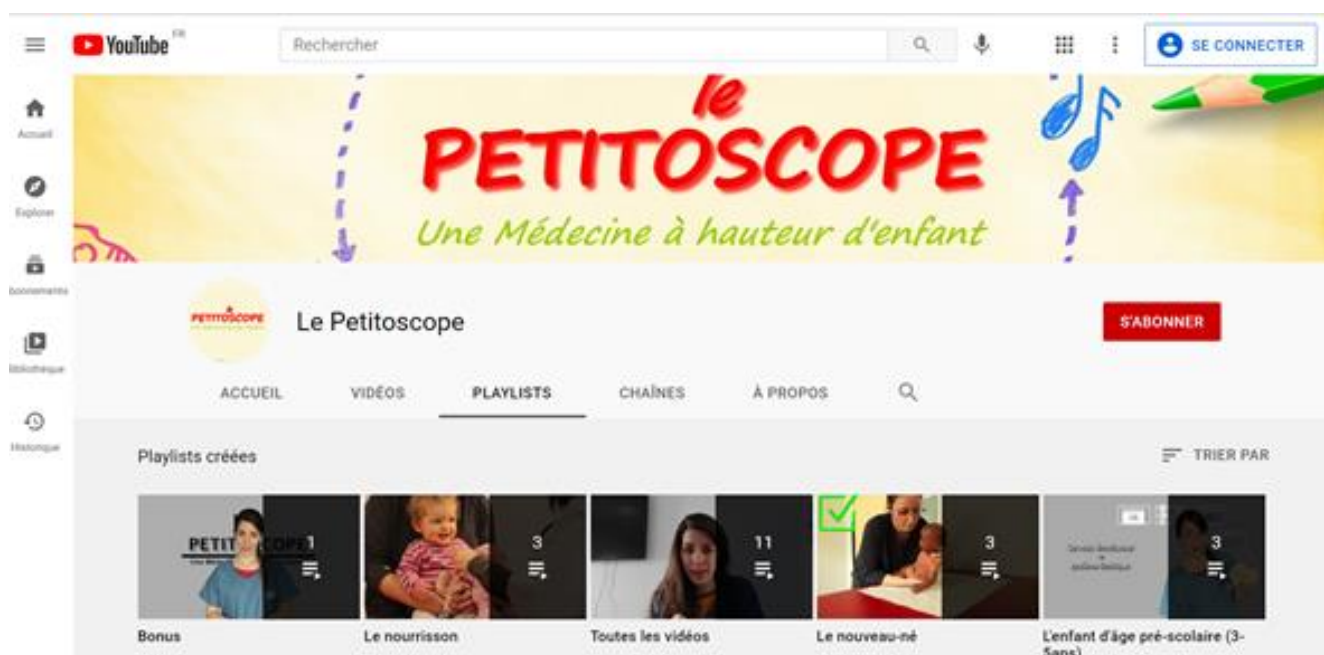 YouTube FR
Rechercher
SE CONNECTER
Accueil
Explorer
Abonnements
Bibliothèque
Historique
le
PETITOSCOPE
Une Médecine à hauteur d'enfant
PETITOSCOPE
Le Petitoscope
S'ABONNER
ACCUEIL
VIDÉOS
PLAYLISTS
CHAÎNES
À PROPOS
Playlists créées
TRIER PAR
1
3
11
3
3
Bonus
Le nourrisson
Toutes les vidéos
Le nouveau-né
L'enfant d'âge pré-scolaire (3-
5ans)